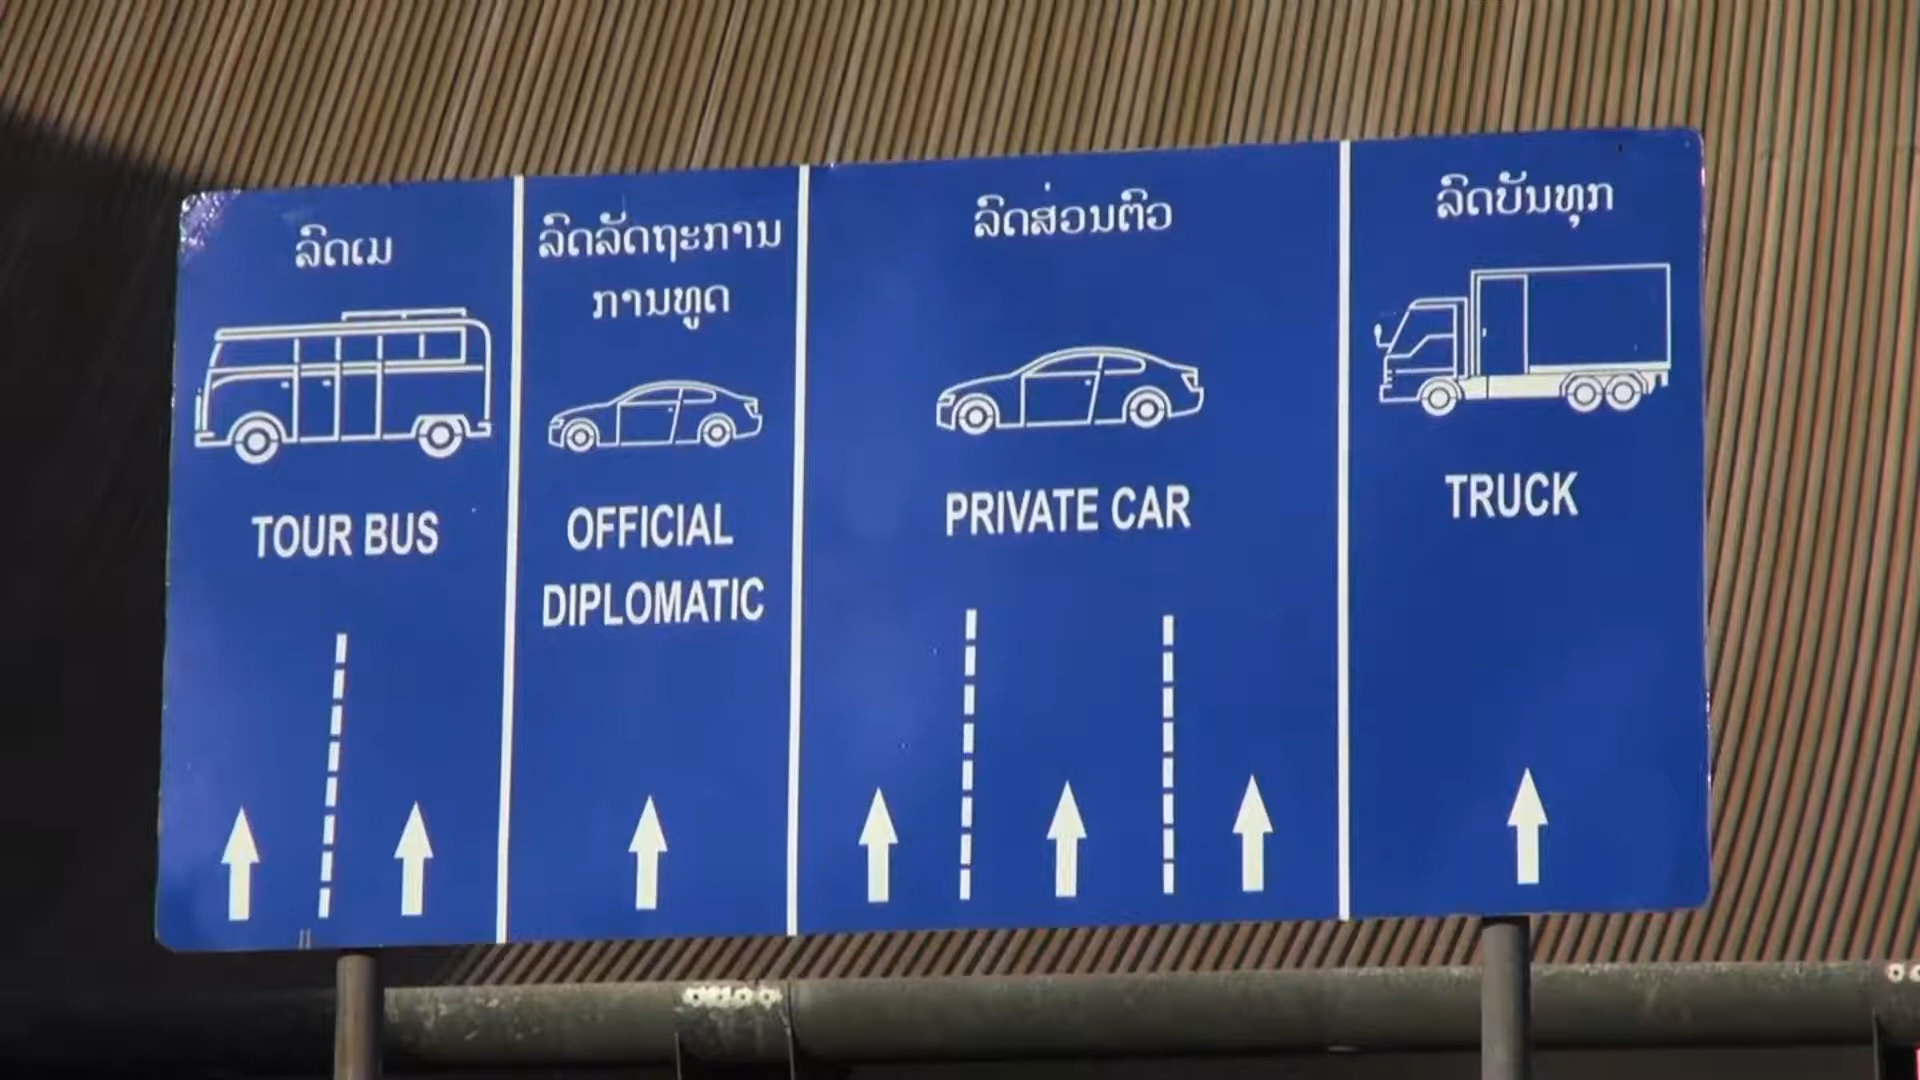 ລົດເມ
TOUR BUS
ລົດລັດຖະການ
ການທູດ
OFFICIAL
DIPLOMATIC
ລົດສ່ວນຕົວ
PRIVATE CAR
ລົດບັນທຸກ
TRUCK